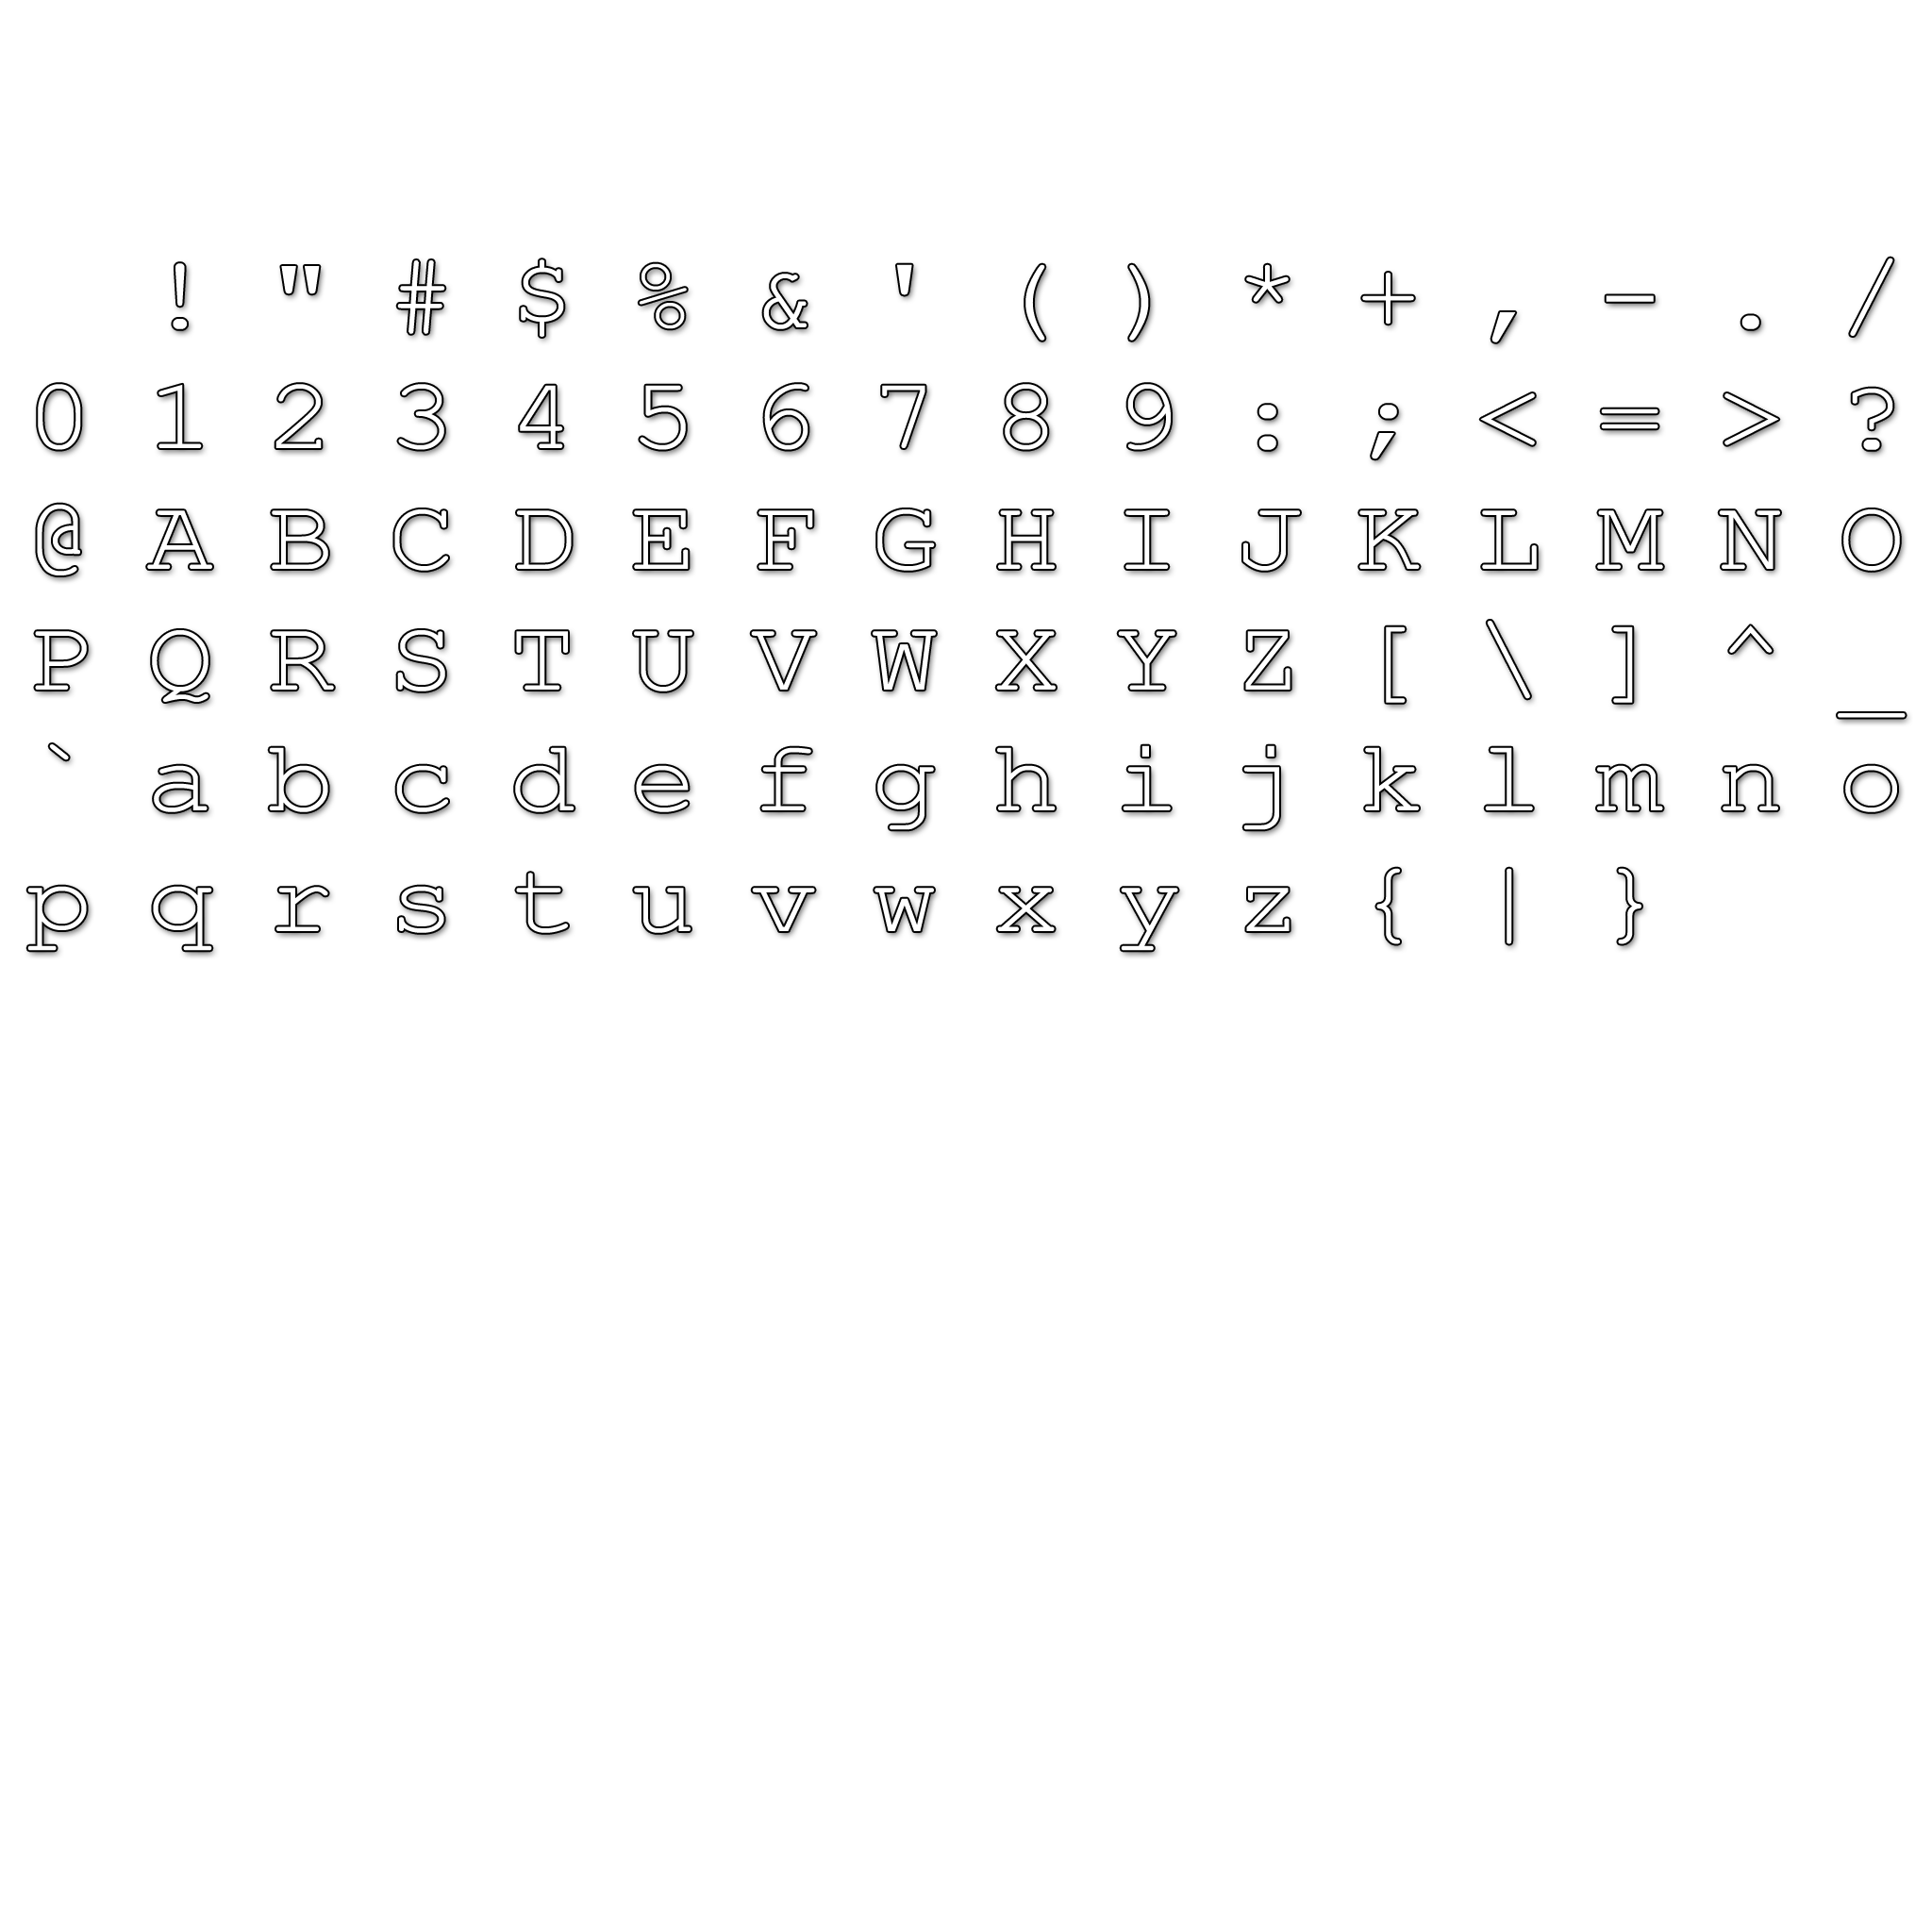 ! " # $ % & ' ( ) * + , - . /
0 1 2 3 4 5 6 7 8 9 : ; < = > ?
@ A B C D E F G H I J K L M N O
P Q R S T U V W X Y Z [ \ ] ^ _
` a b c d e f g h i j k l m n o
p q r s t u v w x y z { | }